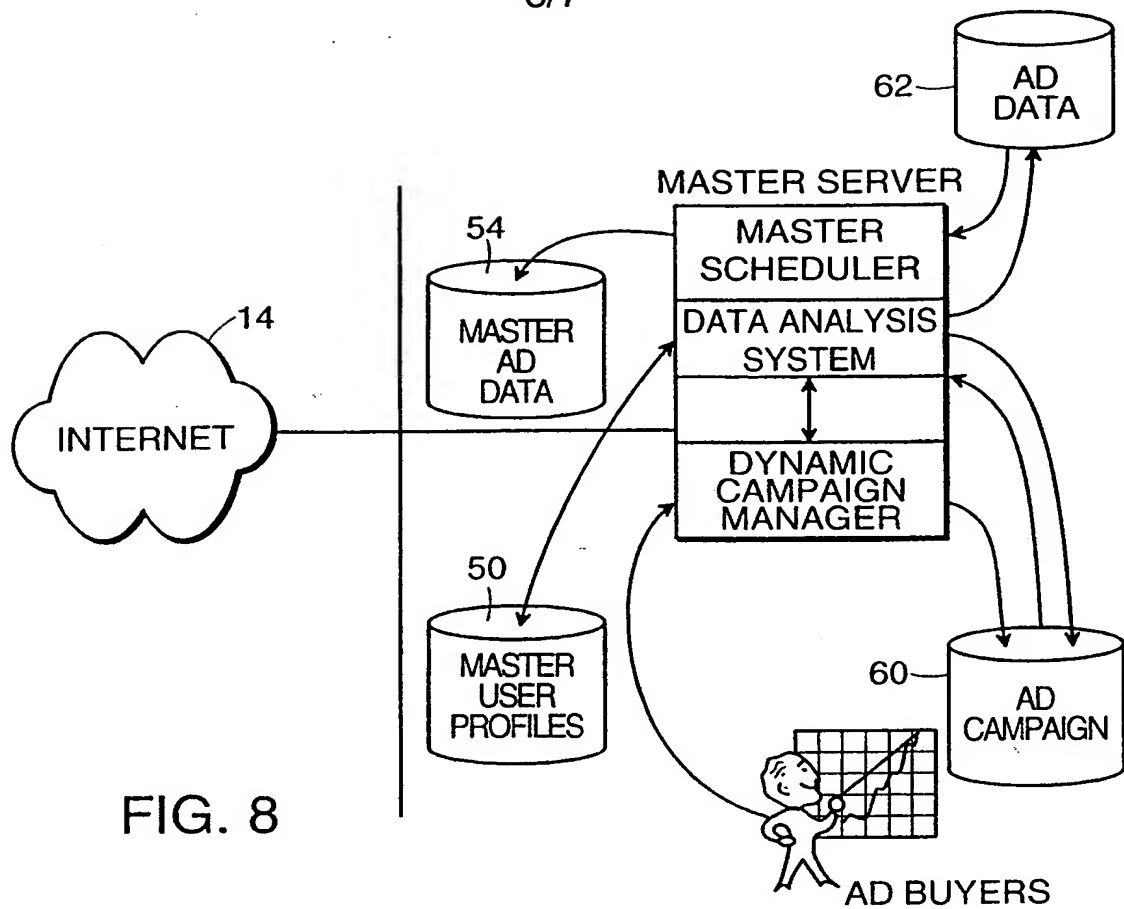 62
AD
DATA
MASTER SERVER
54
MASTER
SCHEDULER
14
MASTER
AD
DATA
DATA ANALYSIS
SYSTEM
INTERNET
DYNAMIC
CAMPAIGN
MANAGER
50
MASTER
USER
PROFILES
60
AD
CAMPAIGN
FIG. 8
AD BUYERS